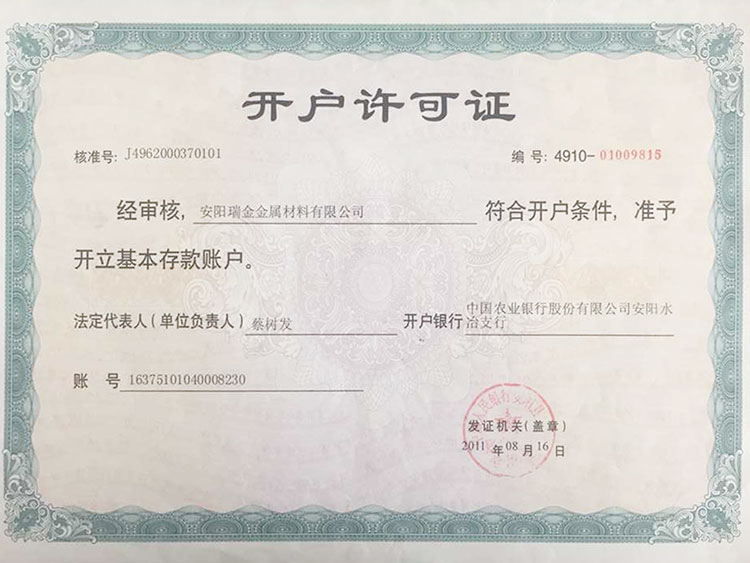 开户许可证
核准号: J4962000370101 编号: 4910-01009815
经审核, 安阳瑞金金属材料有限公司 符合开户条件, 准予
开立基本存款账户。
法定代表人(单位负责人) 蔡树发 开户银行 中国农业银行股份有限公司安阳水
冶支行
账 号 16375101040008230
发证机关(盖章)
2011 年 08 月 16 日